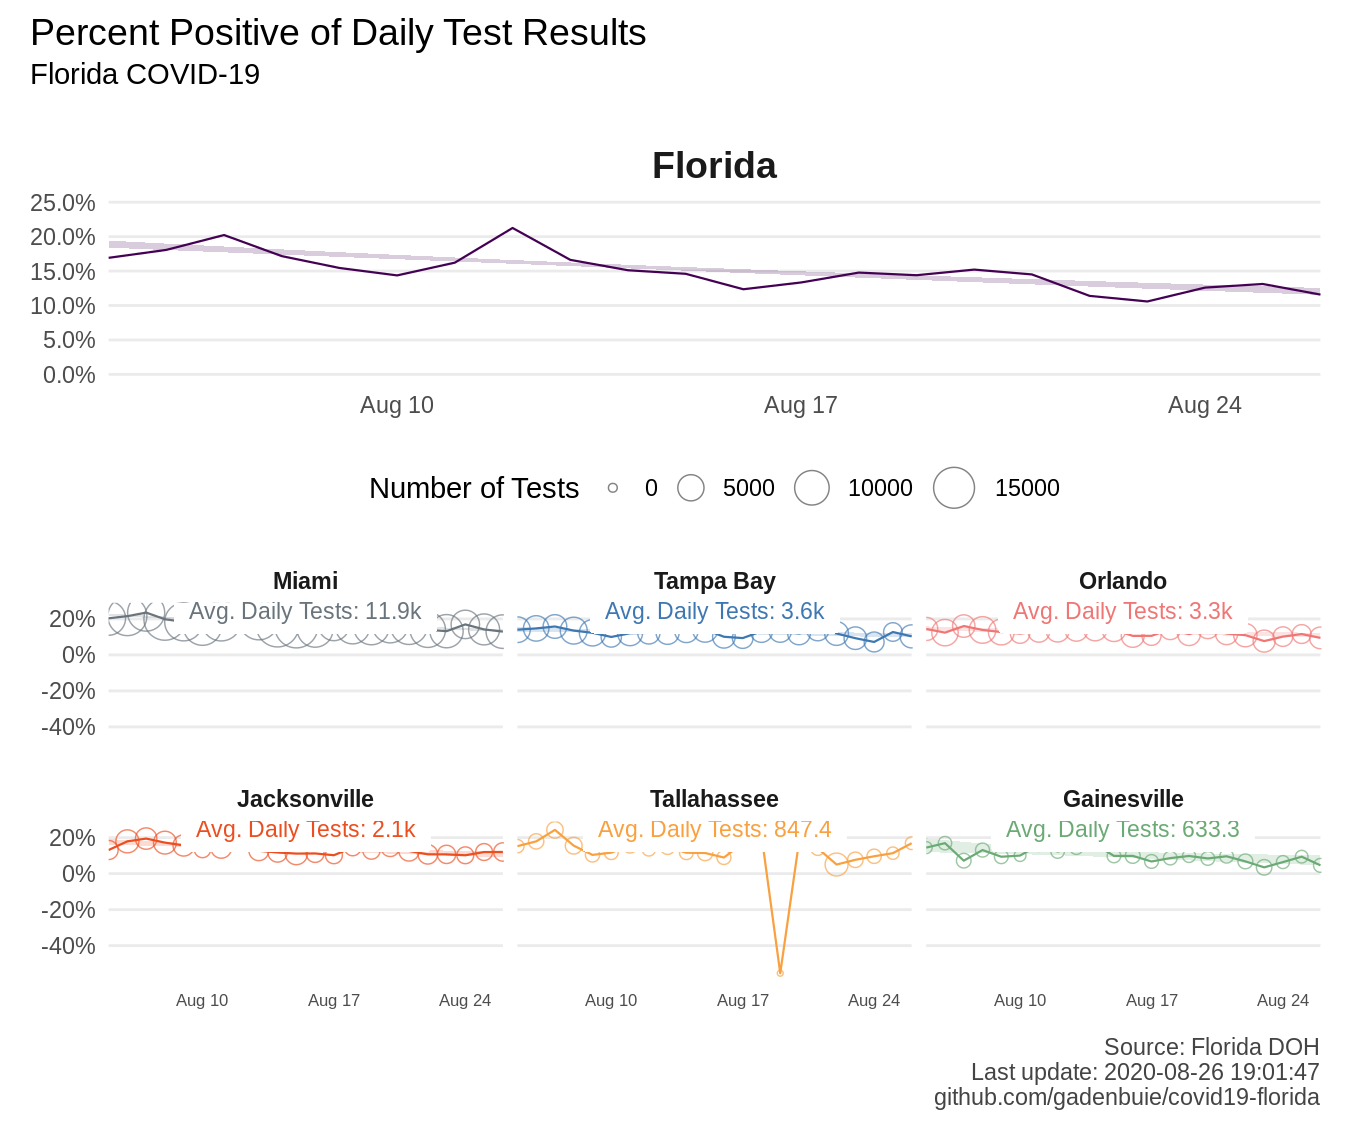 Percent Positive of Daily Test Results
Florida COVID-19
Florida
25.0%
20.0%
15.0%
10.0%
5.0%
0.0%
Aug 10
Aug 17
Aug 24
Number of Tests 0 5000 10000 15000
Miami
Tampa Bay
Orlando
Avg. Daily Tests: 11.9k
Avg. Daily Tests: 3.6k
Avg. Daily Tests: 3.3k
20%
0%
-20%
-40%
Jacksonville
Tallahassee
Gainesville
Avg. Daily Tests: 2.1k
Avg. Daily Tests: 847.4
Avg. Daily Tests: 633.3
20%
0%
-20%
-40%
Aug 10
Aug 17
Aug 24
Aug 10
Aug 17
Aug 24
Aug 10
Aug 17
Aug 24
Source: Florida DOH
Last update: 2020-08-26 19:01:47
github.com/gadenbuie/covid19-florida